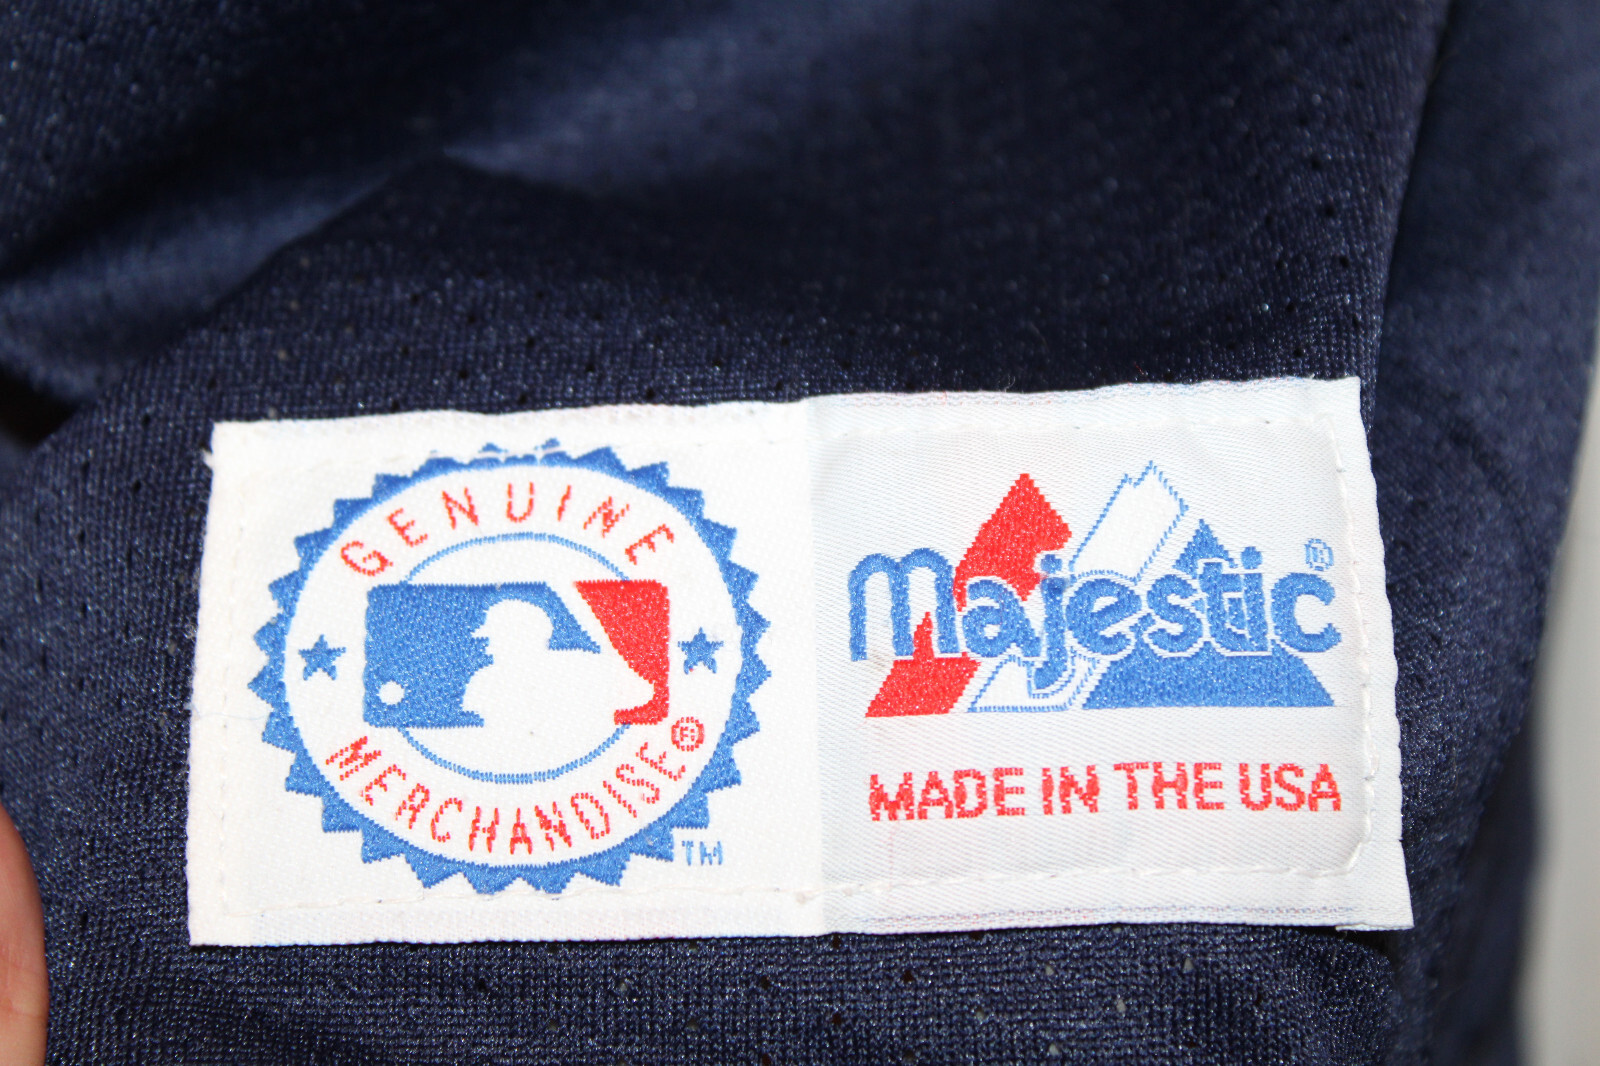 GENUINE
MERCHANDISE®
TM
Majestic®
MADE IN THE USA